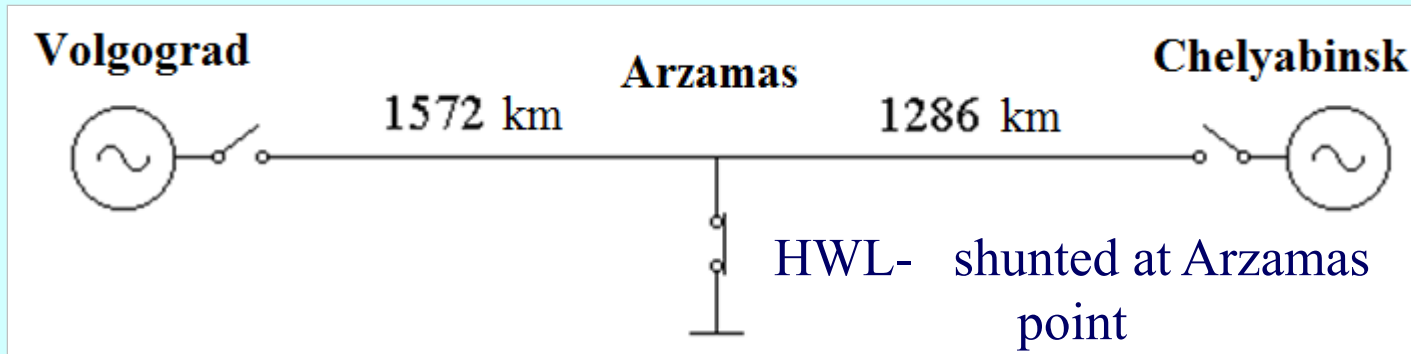 Volgograd
Arzamas
Chelyabinsk
1572 km
1286 km
HWL- shunted at Arzamas
point